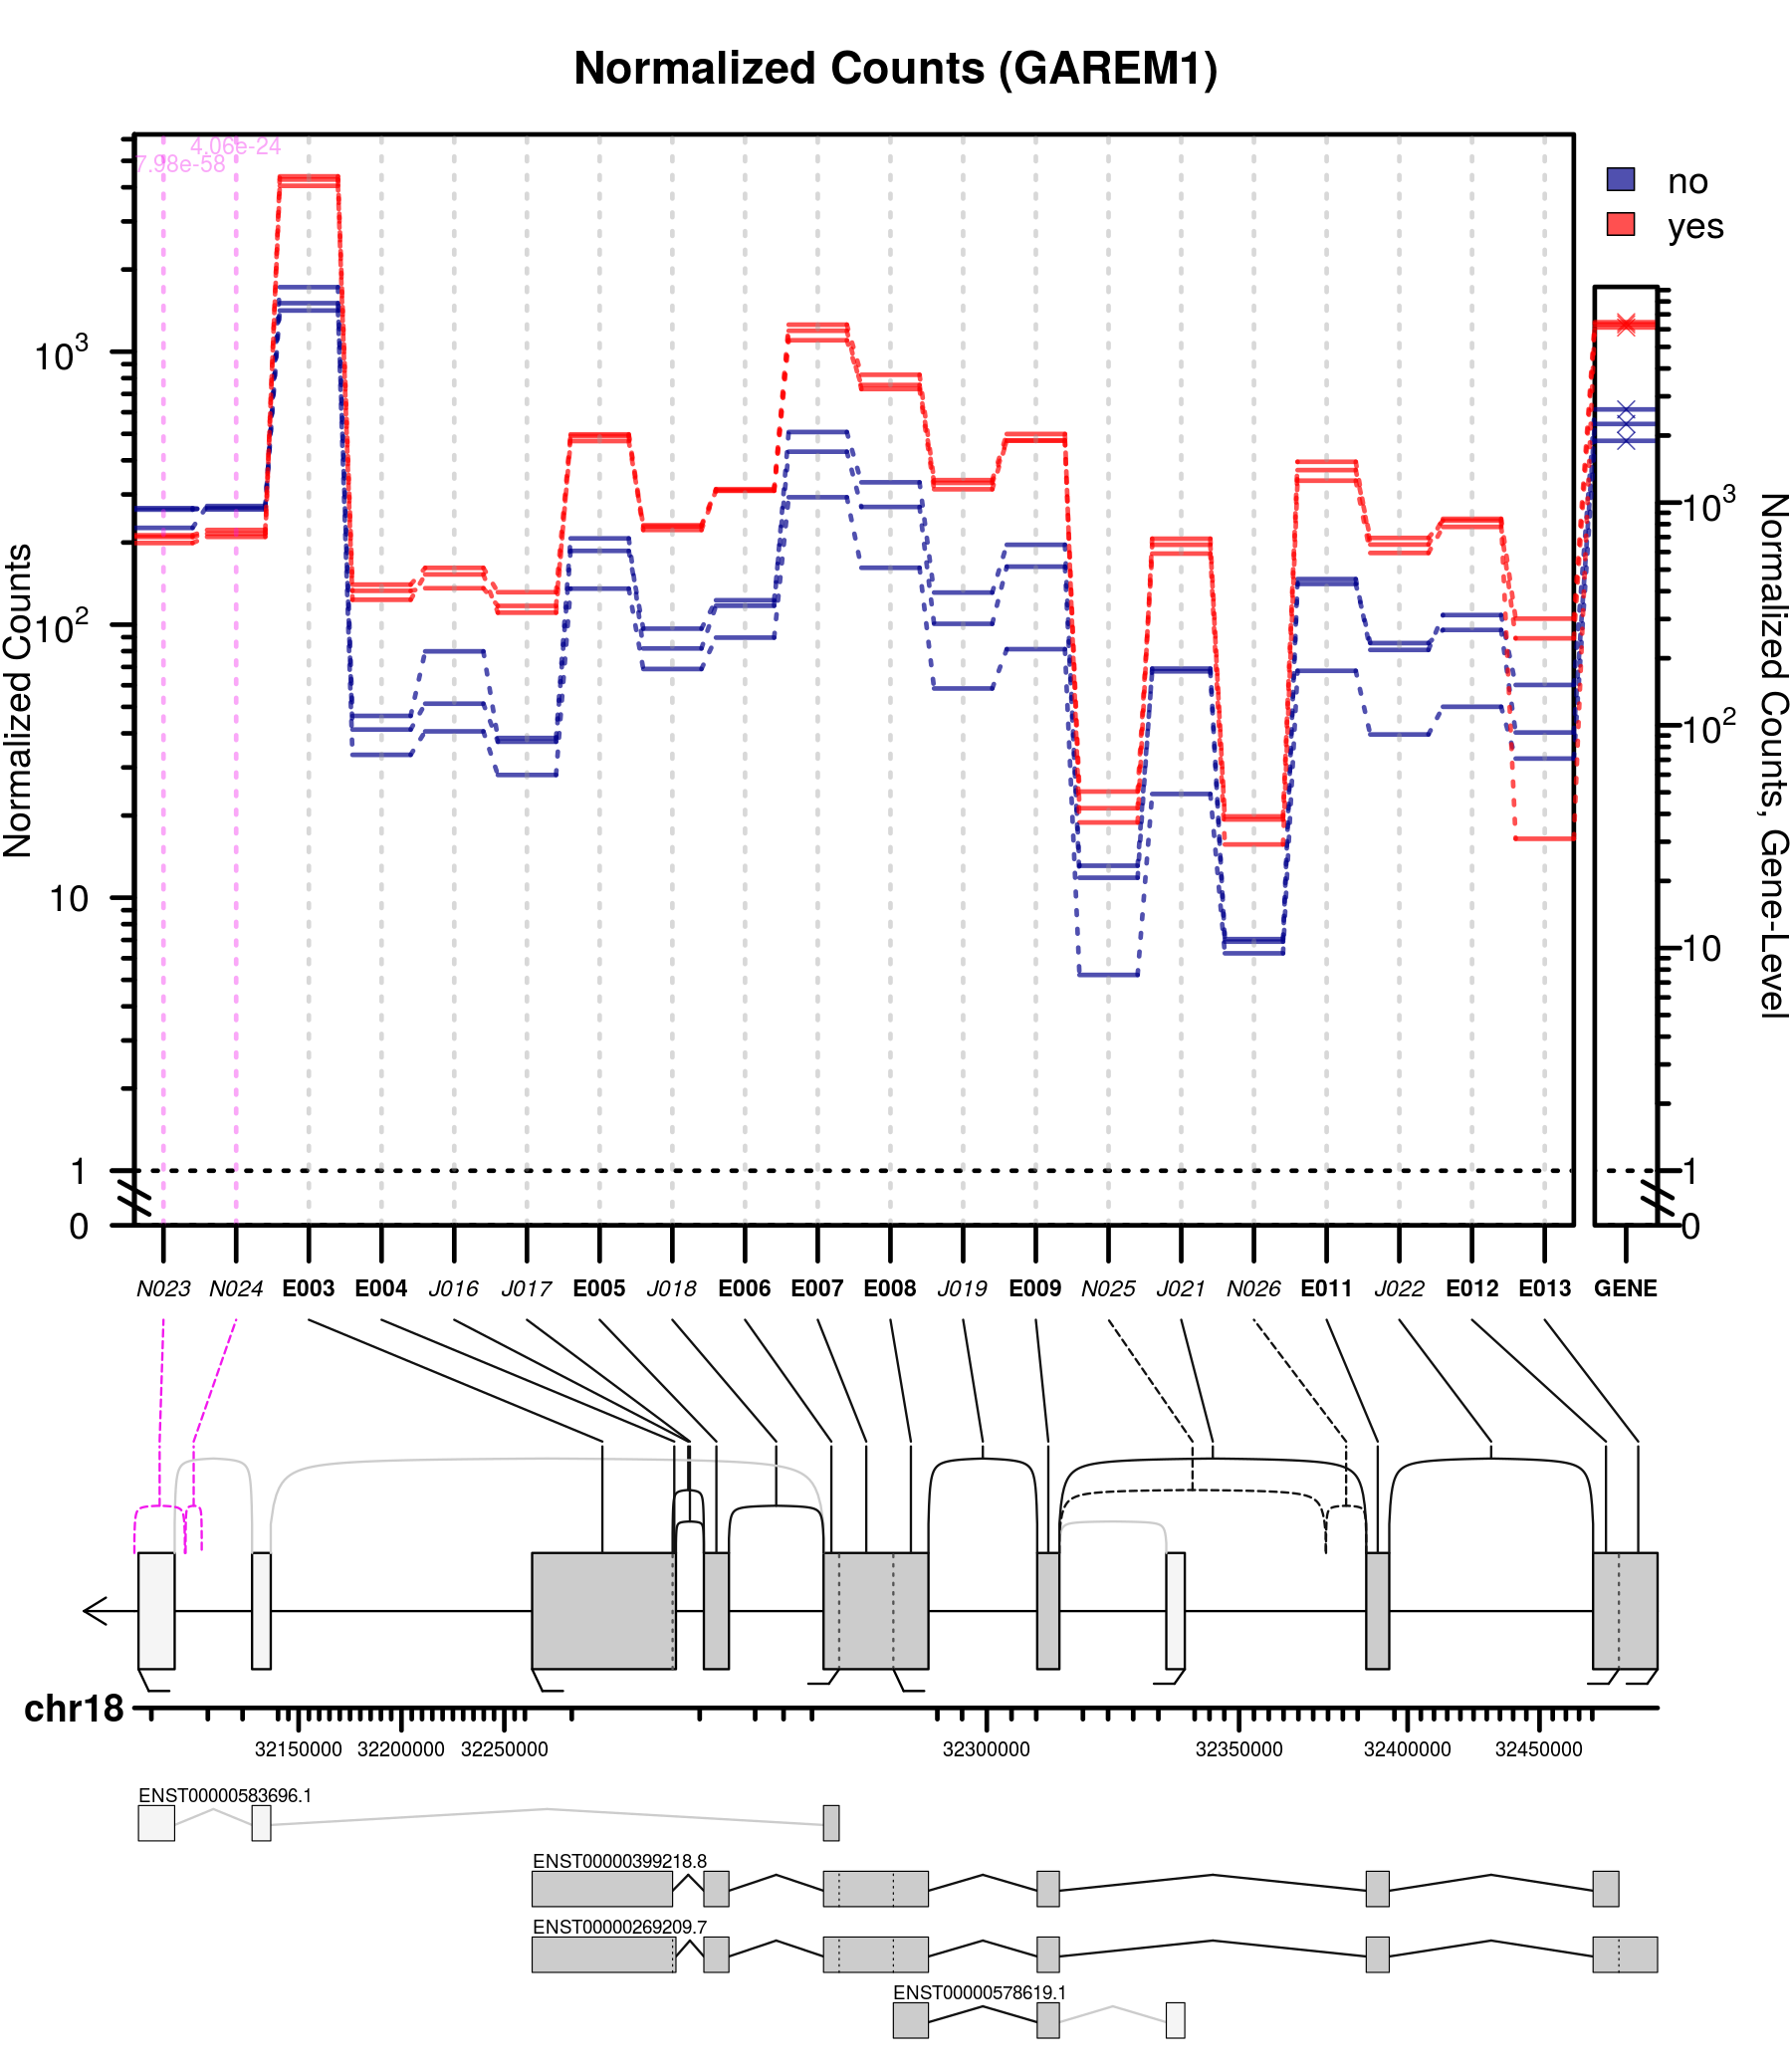 Normalized Counts (GAREM1)
4.06e-24
7.98e-58
no
yes
Normalized Counts
10^3
10^2
10
1
0
Normalized Counts, Gene-Level
10^3
10^2
10
1
0
N023 N024 E003 E004 J016 J017 E005 J018 E006 E007 E008 J019 E009 N025 J021 N026 E011 J022 E012 E013 GENE
chr18
32150000 32200000 32250000 32300000 32350000 32400000 32450000
ENST00000583696.1
ENST00000399218.8
ENST00000269209.7
ENST00000578619.1